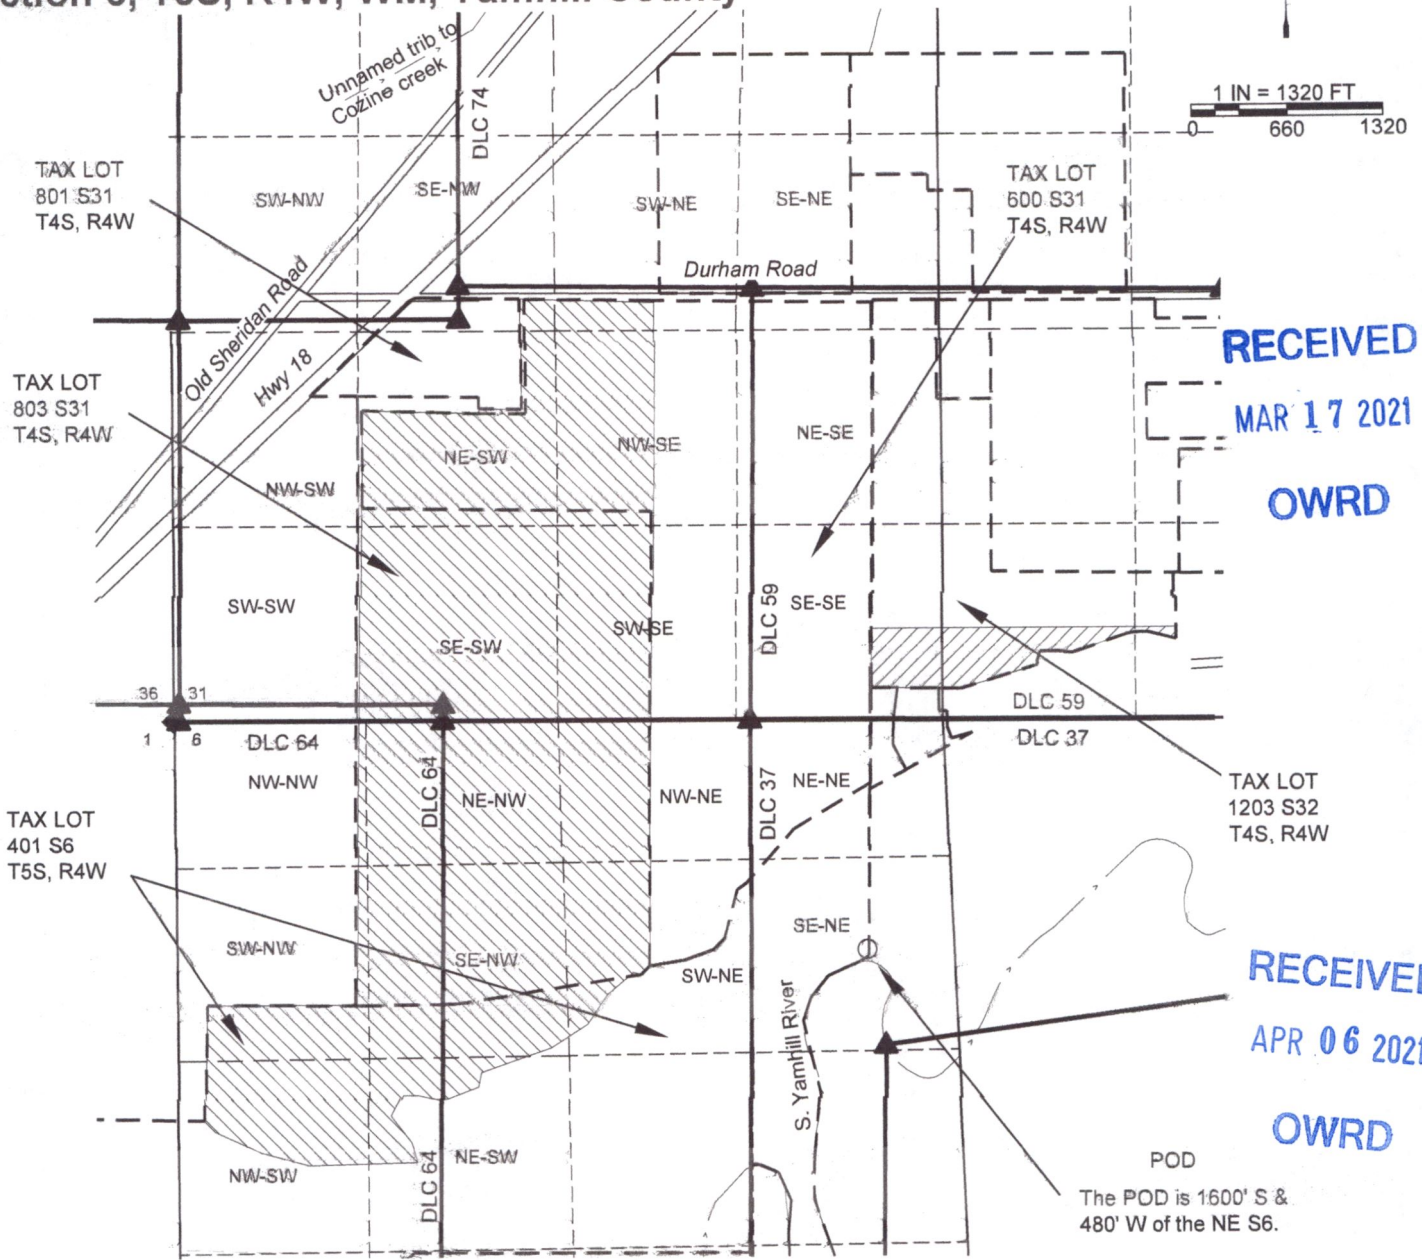 Unnamed trib to
Cozine creek
DLC 74
1 IN = 1320 FT
0 660 1320
TAX LOT
801 S31
T4S, R4W
SW-NW
SE-NW
SW-NE
SE-NE
TAX LOT
600 S31
T4S, R4W
Durham Road
Old Sheridan Road
Hwy 18
RECEIVED
MAR 17 2021
OWRD
TAX LOT
803 S31
T4S, R4W
NE-SW
NW-SE
NE-SE
NW-SW
SW-SW
SE-SW
SW-SE
DLC 59
SE-SE
36 31
1 6
DLC 64
DLC 59
DLC 37
NW-NW
DLC 64
NE-NW
NW-NE
DLC 37
NE-NE
TAX LOT
1203 S32
T4S, R4W
TAX LOT
401 S6
T5S, R4W
SW-NW
SE-NW
SW-NE
SE-NE
S. Yamhill River
APR 06 2021
OWRD
NW-SW
DLC 64
NE-SW
POD
The POD is 1600' S &
480' W of the NE S6.